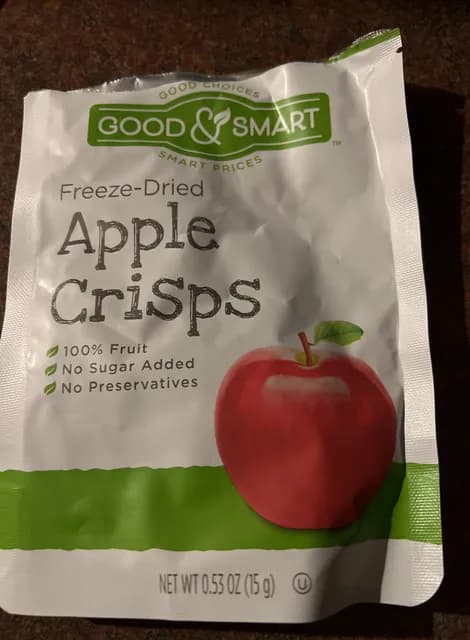 GOOD CHOICES
GOOD & SMART™
SMART PRICES
Freeze-Dried
Apple
Crisps
100% Fruit
No Sugar Added
No Preservatives
NET WT 0.53 OZ (15 g) Ⓤ